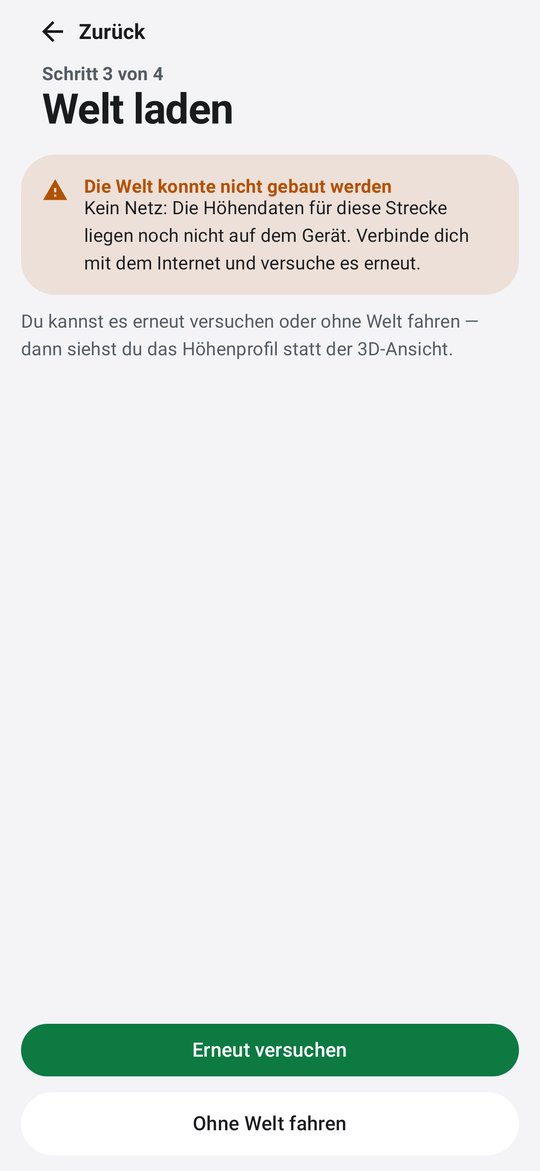 Zurück
Schritt 3 von 4
Welt laden
Die Welt konnte nicht gebaut werden
Kein Netz: Die Höhendaten für diese Strecke
liegen noch nicht auf dem Gerät. Verbinde dich
mit dem Internet und versuche es erneut.
Du kannst es erneut versuchen oder ohne Welt fahren —
dann siehst du das Höhenprofil statt der 3D-Ansicht.
Erneut versuchen
Ohne Welt fahren